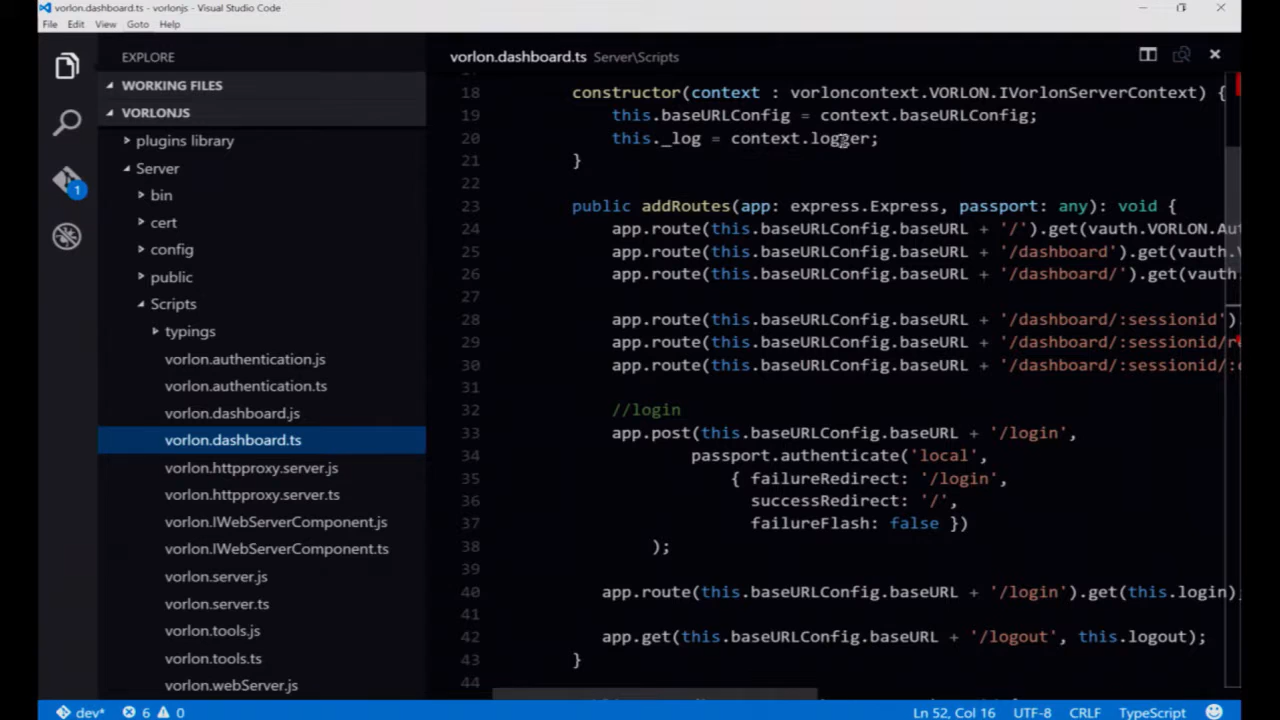 vorlon.dashboard.ts - vorlonjs - Visual Studio Code
File Edit View Goto Help
EXPLORE
WORKING FILES
VORLONJS
plugins library
Server
bin
cert
config
public
Scripts
typings
vorlon.authentication.js
vorlon.authentication.ts
vorlon.dashboard.js
vorlon.dashboard.ts
vorlon.httpproxy.server.js
vorlon.httpproxy.server.ts
vorlon.IWebServerComponent.js
vorlon.IWebServerComponent.ts
vorlon.server.js
vorlon.server.ts
vorlon.tools.js
vorlon.tools.ts
vorlon.webServer.js
1
vorlon.dashboard.ts Server\Scripts
18 constructor(context : vorloncontext.VORLON.IVorlonServerContext) {
19 this.baseURLConfig = context.baseURLConfig;
20 this._log = context.logger;
21 }
22
23 public addRoutes(app: express.Express, passport: any): void {
24 app.route(this.baseURLConfig.baseURL + '/').get(vauth.VORLON.Au
25 app.route(this.baseURLConfig.baseURL + '/dashboard').get(vauth.V
26 app.route(this.baseURLConfig.baseURL + '/dashboard/').get(vauth.
27
28 app.route(this.baseURLConfig.baseURL + '/dashboard/:sessionid')
29 app.route(this.baseURLConfig.baseURL + '/dashboard/:sessionid/r
30 app.route(this.baseURLConfig.baseURL + '/dashboard/:sessionid/:
31
32 //login
33 app.post(this.baseURLConfig.baseURL + '/login',
34 passport.authenticate('local',
35 { failureRedirect: '/login',
36 successRedirect: '/',
37 failureFlash: false })
38 );
39
40 app.route(this.baseURLConfig.baseURL + '/login').get(this.login)
41
42 app.get(this.baseURLConfig.baseURL + '/logout', this.logout);
43 }
44
dev* 6 0 Ln 52, Col 16 UTF-8 CRLF TypeScript